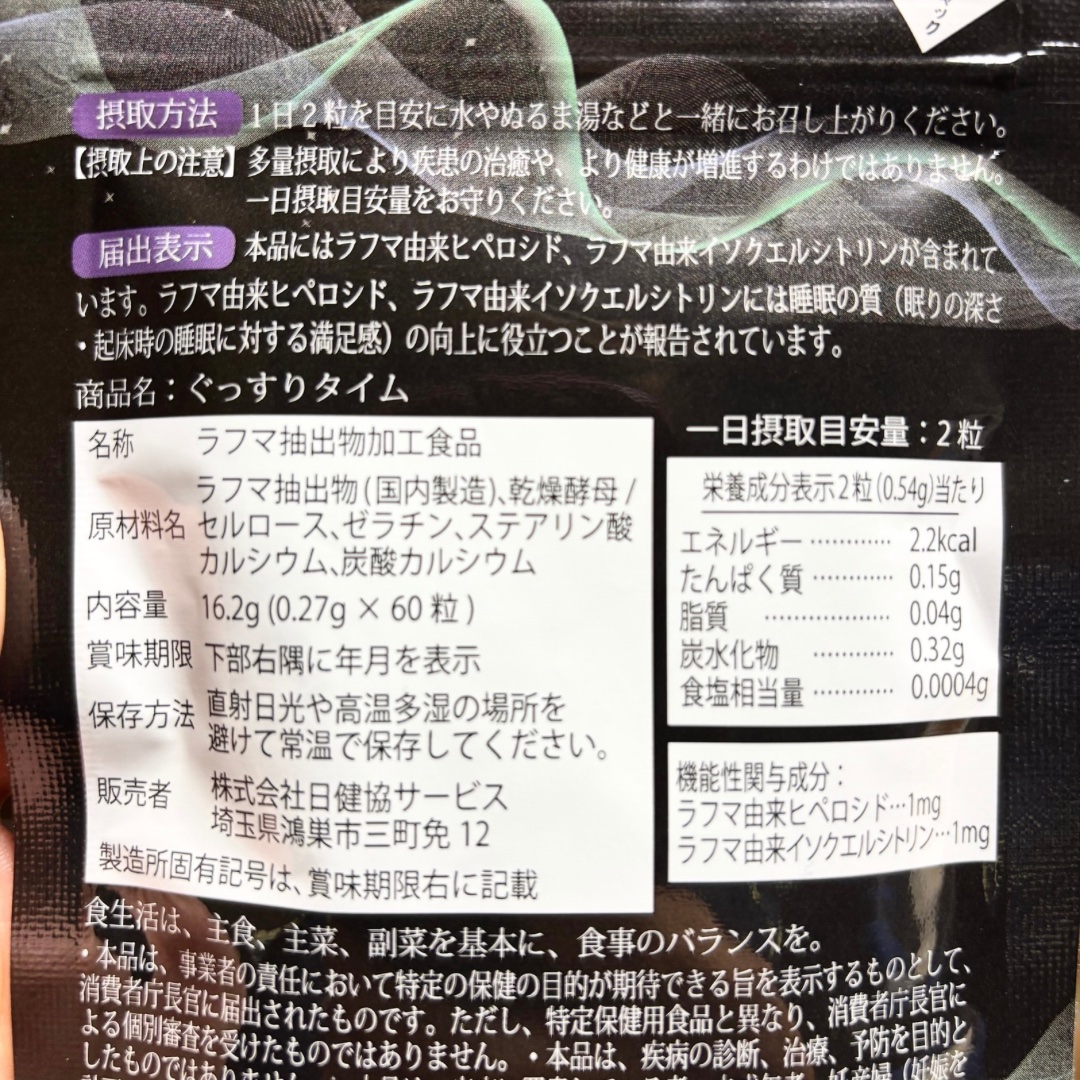 ック
摂取方法 1日2粒を目安に水やぬるま湯などと一緒にお召し上がりください。
【摂取上の注意】多量摂取により疾患の治癒や、より健康が増進するわけではありません。
一日摂取目安量をお守りください。
届出表示 本品にはラフマ由来ヒペロシド、ラフマ由来イソクエルシトリンが含まれて
います。ラフマ由来ヒペロシド、ラフマ由来イソクエルシトリンには睡眠の質（眠りの深さ
・起床時の睡眠に対する満足感）の向上に役立つことが報告されています。
商品名：ぐっすりタイム
名称 ラフマ抽出物加工食品
原材料名 ラフマ抽出物(国内製造)、乾燥酵母/
セルロース、ゼラチン、ステアリン酸
カルシウム、炭酸カルシウム
内容量 16.2g (0.27g × 60 粒)
賞味期限 下部右隅に年月を表示
保存方法 直射日光や高温多湿の場所を
避けて常温で保存してください。
販売者 株式会社日健協サービス
埼玉県鴻巣市三町免 12
製造所固有記号は、賞味期限右に記載
一日摂取目安量：2粒
栄養成分表示2粒(0.54g)当たり
エネルギー ………… 2.2kcal
たんぱく質 ………… 0.15g
脂質 ……………… 0.04g
炭水化物 ………… 0.32g
食塩相当量 ………… 0.0004g
機能性関与成分：
ラフマ由来ヒペロシド…1mg
ラフマ由来イソクエルシトリン…1mg
食生活は、主食、主菜、副菜を基本に、食事のバランスを。
・本品は、事業者の責任において特定の保健の目的が期待できる旨を表示するものとして、
消費者庁長官に届出されたものです。ただし、特定保健用食品と異なり、消費者庁長官に
よる個別審査を受けたものではありません。・本品は、疾病の診断、治療、予防を目的と
したものではありません